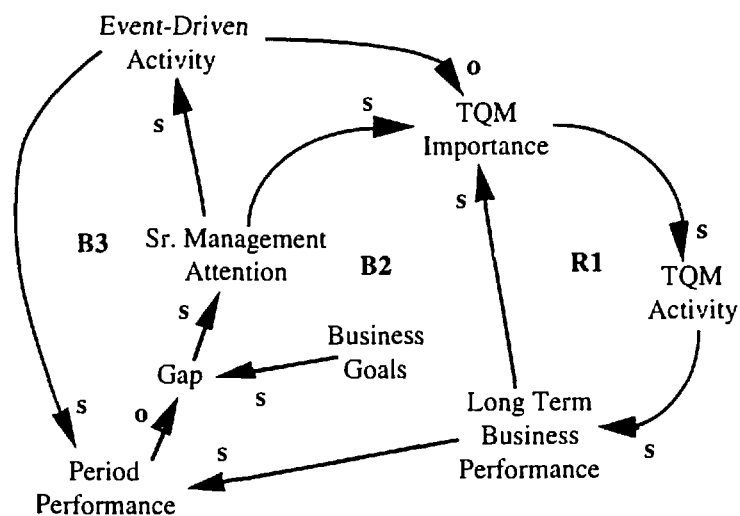 Event-Driven
Activity
o
s
s
TQM
Importance
s
B3
Sr. Management
Attention
B2
R1
s
TQM
Activity
s
Business
Goals
Gap
s
s
o
Long Term
Business
Performance
s
s
Period
Performance